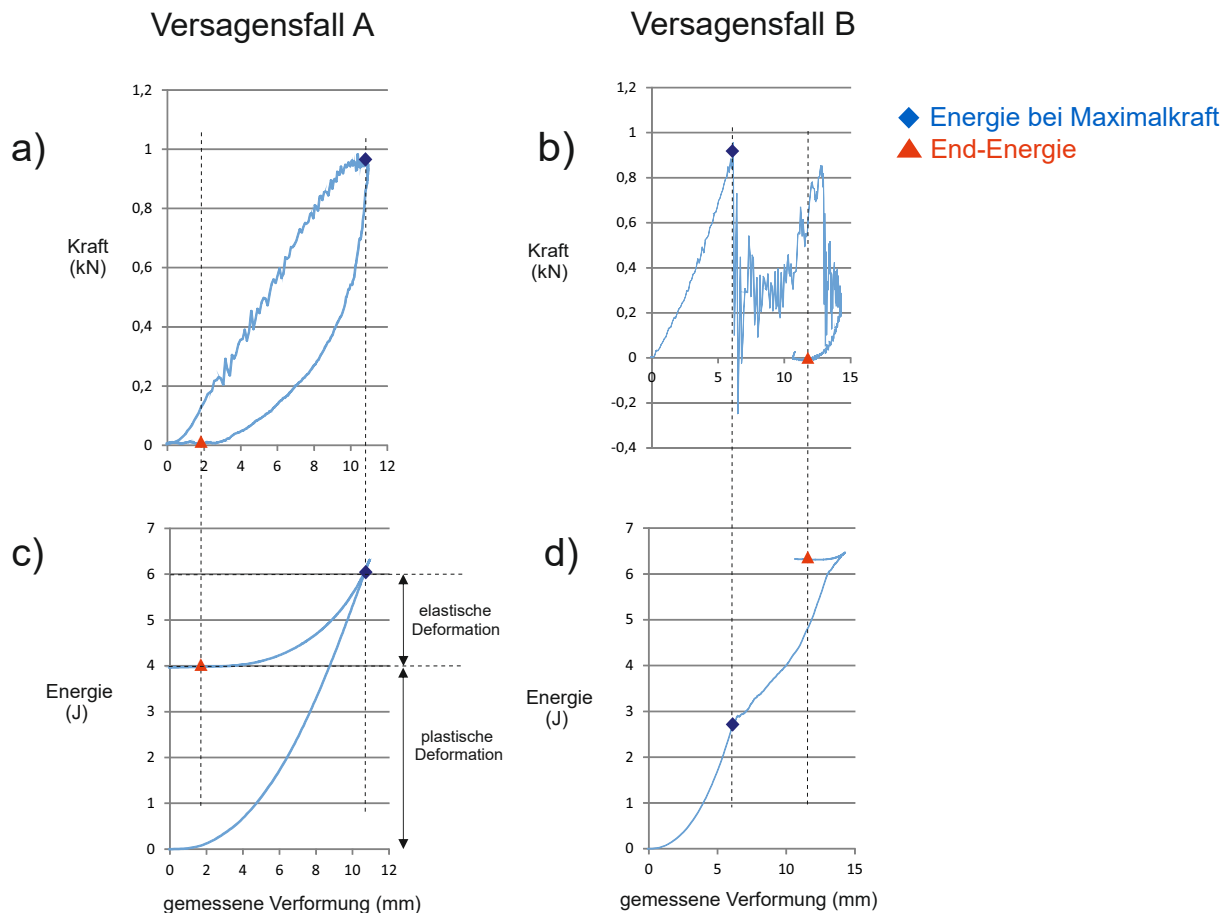 Versagensfall A
Versagensfall B
Energie bei Maximalkraft
End-Energie
a)
Kraft
(kN)
1,2
1
0,8
0,6
0,4
0,2
0
0 2 4 6 8 10 12
b)
Kraft
(kN)
1,2
1
0,8
0,6
0,4
0,2
0
-0,2
-0,4
0 5 10 15
c)
Energie
(J)
7
6
5
4
3
2
1
0
0 2 4 6 8 10 12
gemessene Verformung (mm)
elastische
Deformation
plastische
Deformation
d)
Energie
(J)
7
6
5
4
3
2
1
0
0 5 10 15
gemessene Verformung (mm)